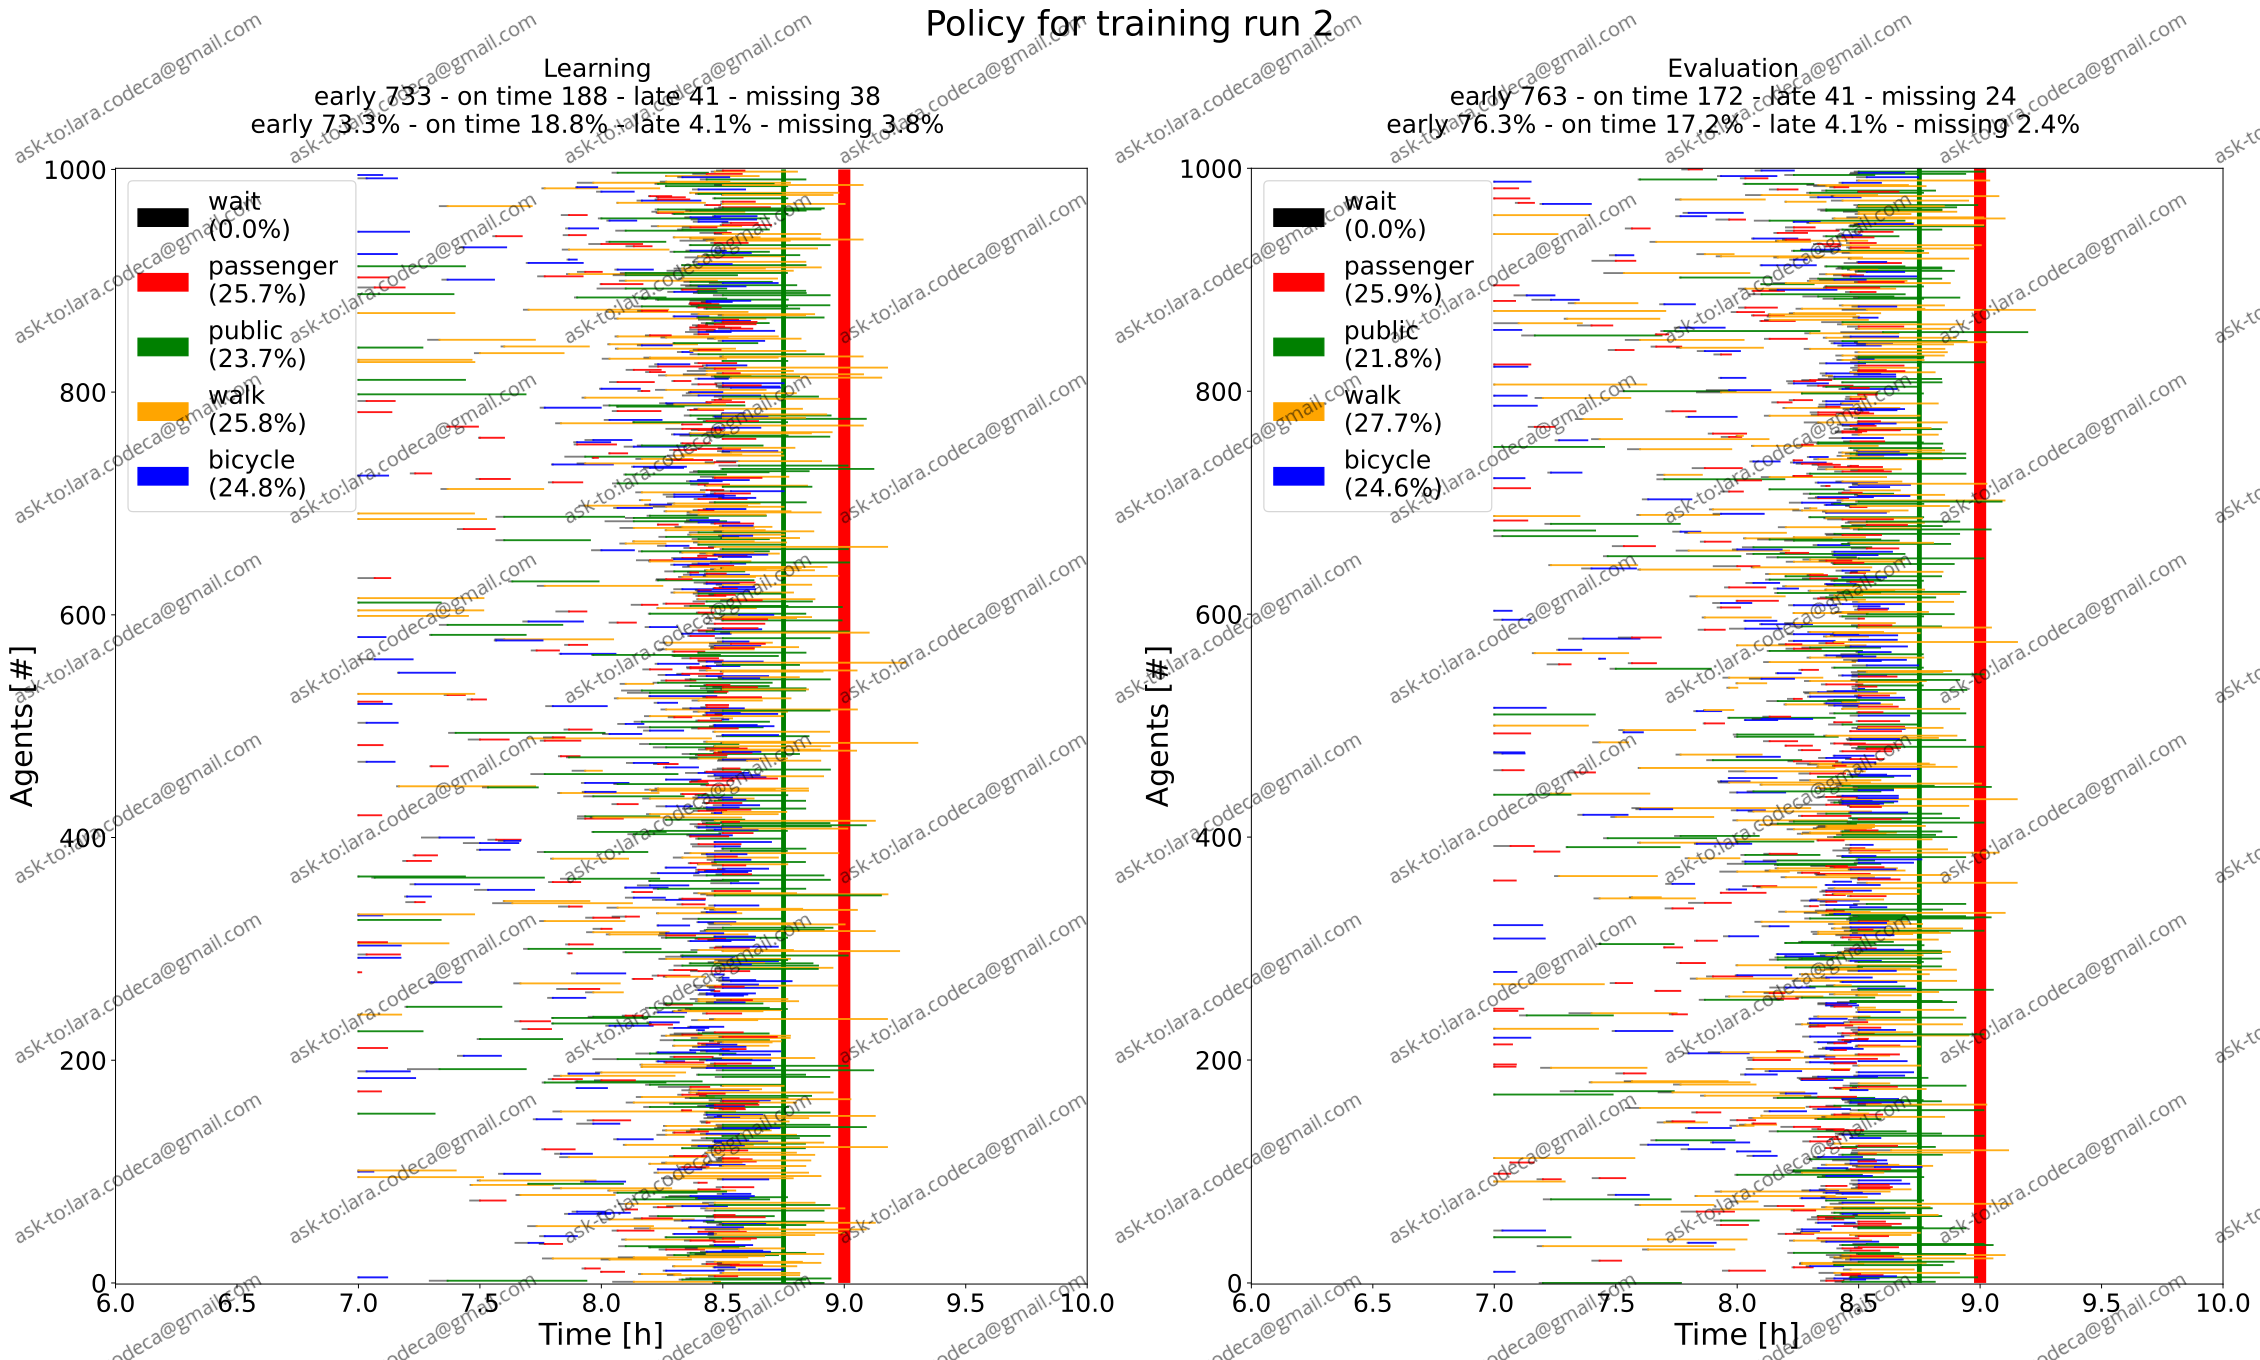 Policy for training run 2
Learning
early 733 - on time 188 - late 41 - missing 38
early 73.3% - on time 18.8% - late 4.1% - missing 3.8%
wait
(0.0%)
passenger
(25.7%)
public
(23.7%)
walk
(25.8%)
bicycle
(24.8%)
1000
800
600
400
200
0
Agents [#]
6.0 6.5 7.0 7.5 8.0 8.5 9.0 9.5 10.0
Time [h]
Evaluation
early 763 - on time 172 - late 41 - missing 24
early 76.3% - on time 17.2% - late 4.1% - missing 2.4%
wait
(0.0%)
passenger
(25.9%)
public
(21.8%)
walk
(27.7%)
bicycle
(24.6%)
1000
800
600
400
200
0
Agents [#]
6.0 6.5 7.0 7.5 8.0 8.5 9.0 9.5 10.0
Time [h]
ask-to:lara.codeca@gmail.com